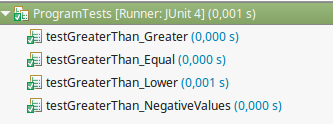 ProgramTests [Runner: JUnit 4] (0,001 s)
testGreaterThan_Greater (0,000 s)
testGreaterThan_Equal (0,000 s)
testGreaterThan_Lower (0,001 s)
testGreaterThan_NegativeValues (0,000 s)